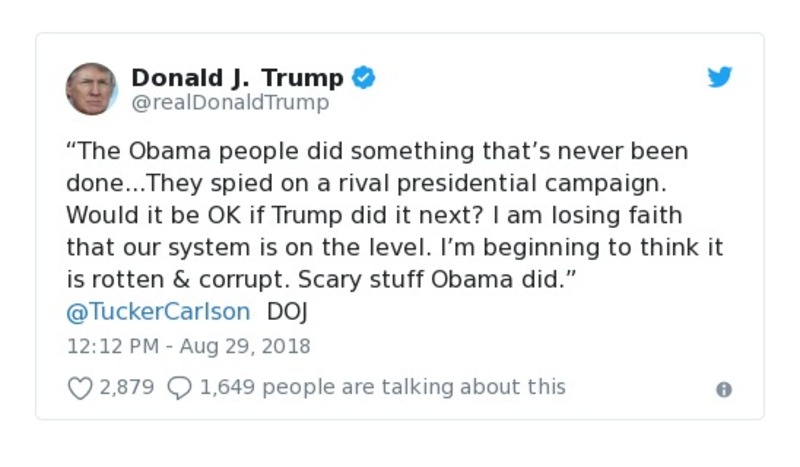 Donald J. Trump
@realDonaldTrump
“The Obama people did something that’s never been
done...They spied on a rival presidential campaign.
Would it be OK if Trump did it next? I am losing faith
that our system is on the level. I’m beginning to think it
is rotten & corrupt. Scary stuff Obama did.”
@TuckerCarlson DOJ
12:12 PM - Aug 29, 2018
2,879 1,649 people are talking about this